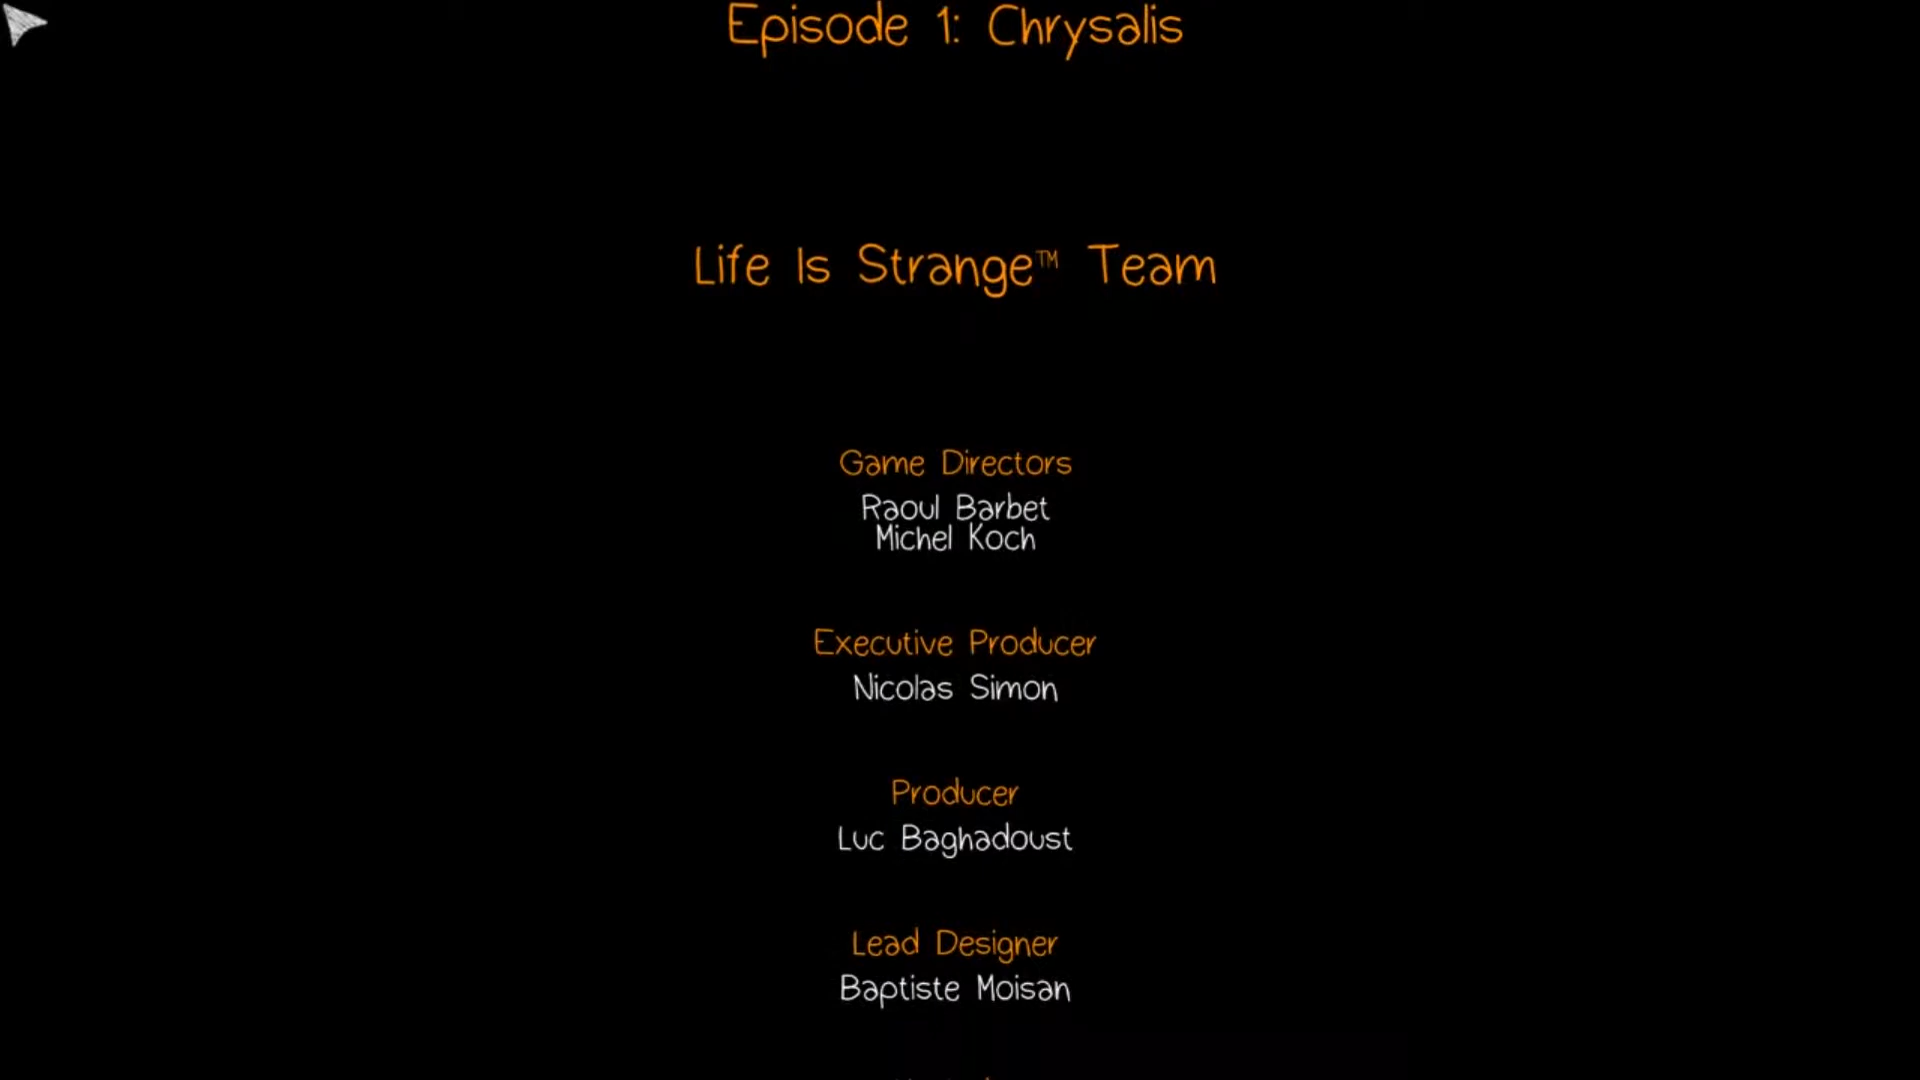 Episode 1: Chrysalis
Life Is Strange™ Team
Game Directors
Raoul Barbet
Michel Koch
Executive Producer
Nicolas Simon
Producer
Luc Baghadoust
Lead Designer
Baptiste Moisan